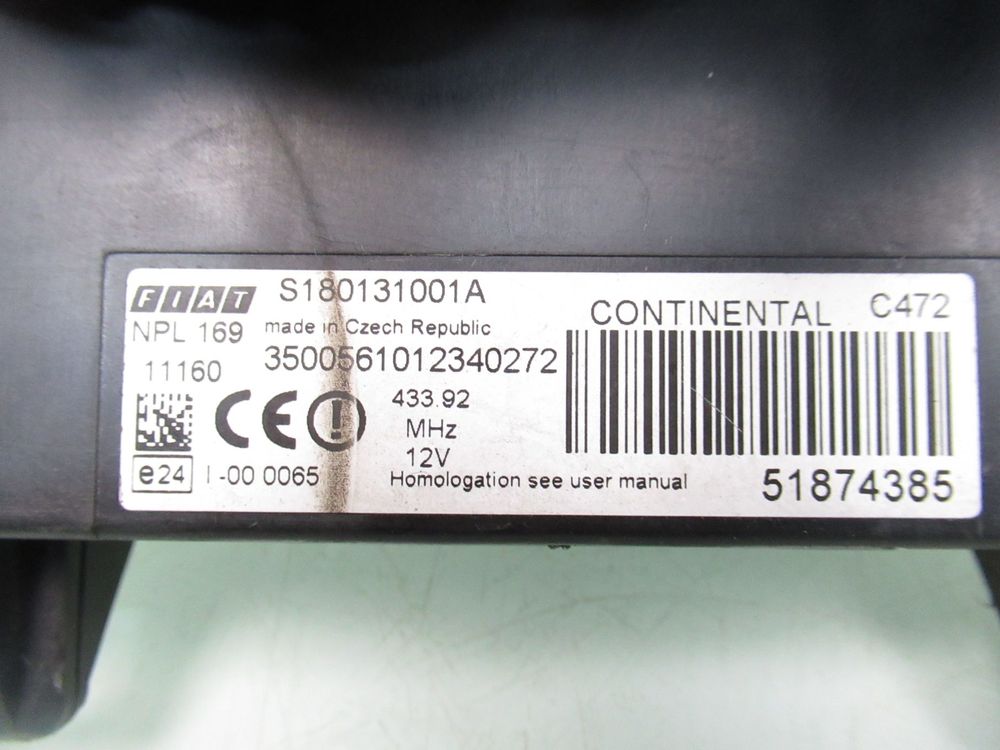 FIAT S180131001A
CONTINENTAL C472
NPL 169 made in Czech Republic
11160 3500561012340272
CE
433.92
MHz
12V
e24 I-00 0065
Homologation see user manual
51874385